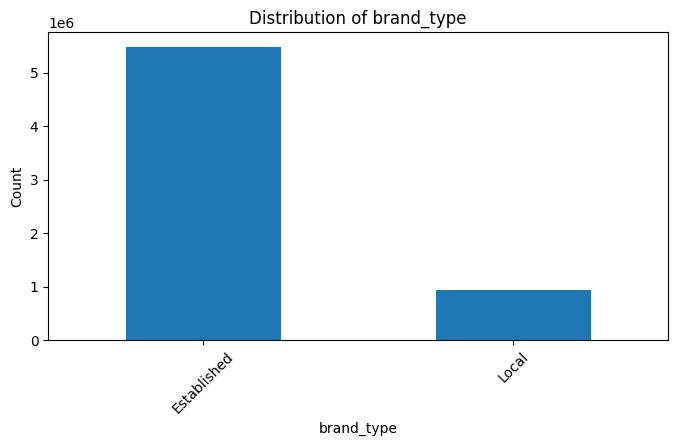 Distribution of brand_type
1e6
5
4
3
2
1
0
Count
Established
Local
brand_type